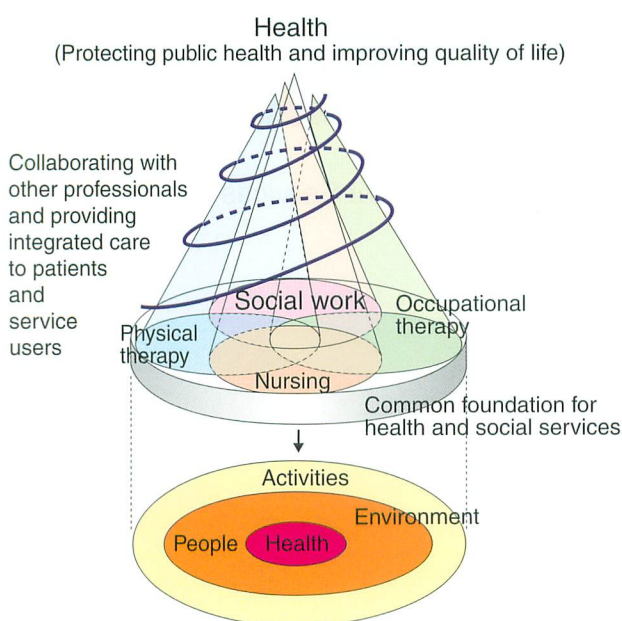 Health
(Protecting public health and improving quality of life)
Collaborating with
other professionals
and providing
integrated care
to patients
and
service
users
Social work
Occupational
therapy
Physical
therapy
Nursing
Common foundation for
health and social services
Activities
Environment
People
Health